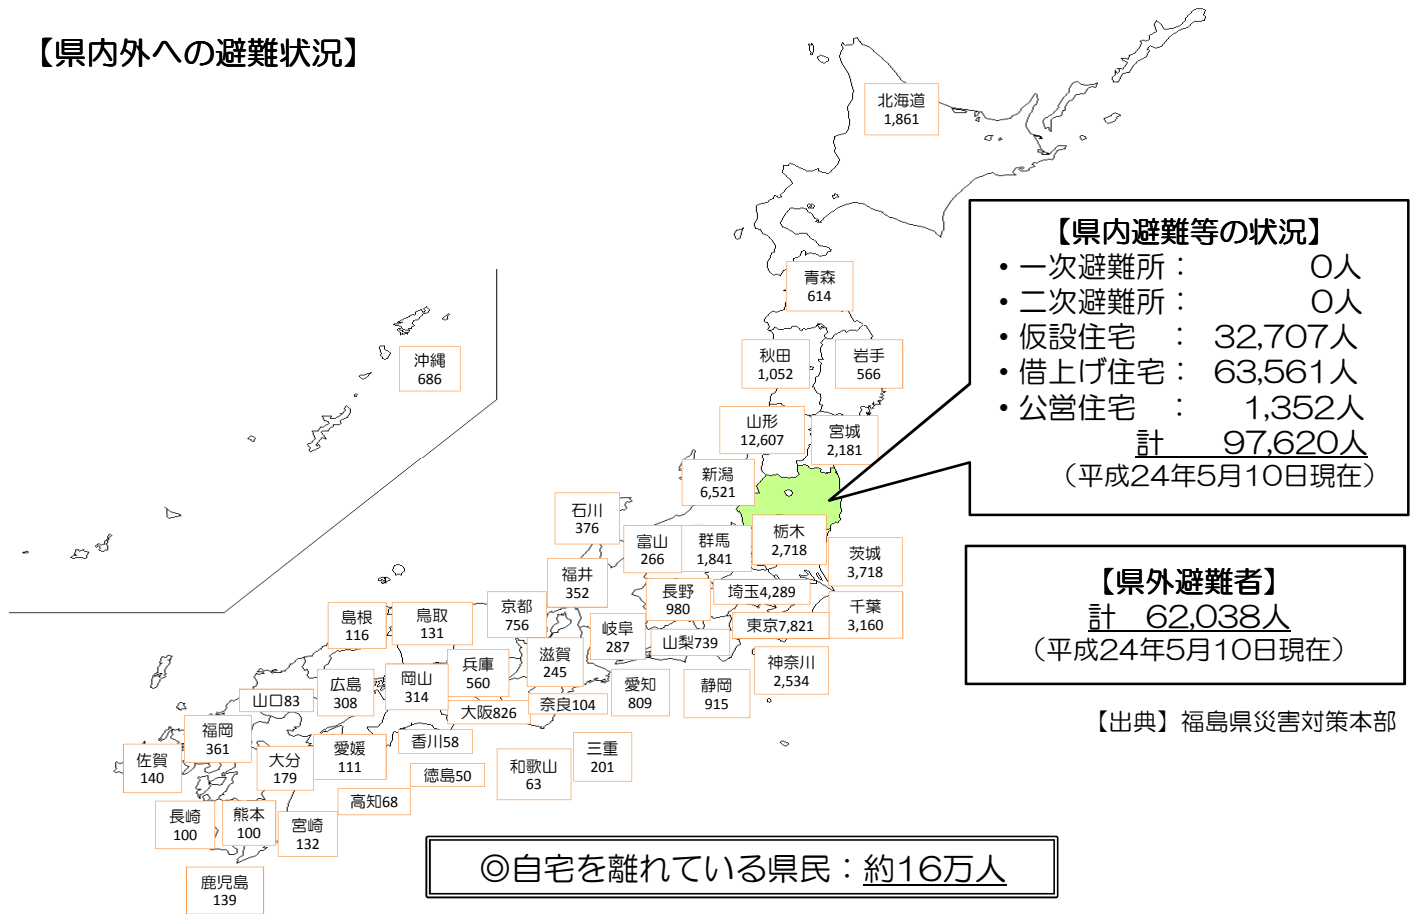 【県内外への避難状況】
北海道
1,861
青森
614
秋田
1,052
岩手
566
山形
12,607
宮城
2,181
新潟
6,521
沖縄
686
【県内避難等の状況】
・一次避難所： 0人
・二次避難所： 0人
・仮設住宅 ： 32,707人
・借上げ住宅： 63,561人
・公営住宅 ： 1,352人
計 97,620人
（平成24年5月10日現在）
石川
376
富山
266
群馬
1,841
栃木
2,718
茨城
3,718
福井
352
長野
980
埼玉4,289
千葉
3,160
【県外避難者】
計 62,038人
（平成24年5月10日現在）
島根
116
鳥取
131
京都
756
岐阜
287
山梨739
東京7,821
神奈川
2,534
滋賀
245
兵庫
560
岡山
314
広島
308
山口83
大阪826
奈良104
愛知
809
静岡
915
【出典】福島県災害対策本部
福岡
361
佐賀
140
大分
179
愛媛
111
香川58
徳島50
高知68
和歌山
63
三重
201
長崎
100
熊本
100
宮崎
132
鹿児島
139
◎自宅を離れている県民：約16万人